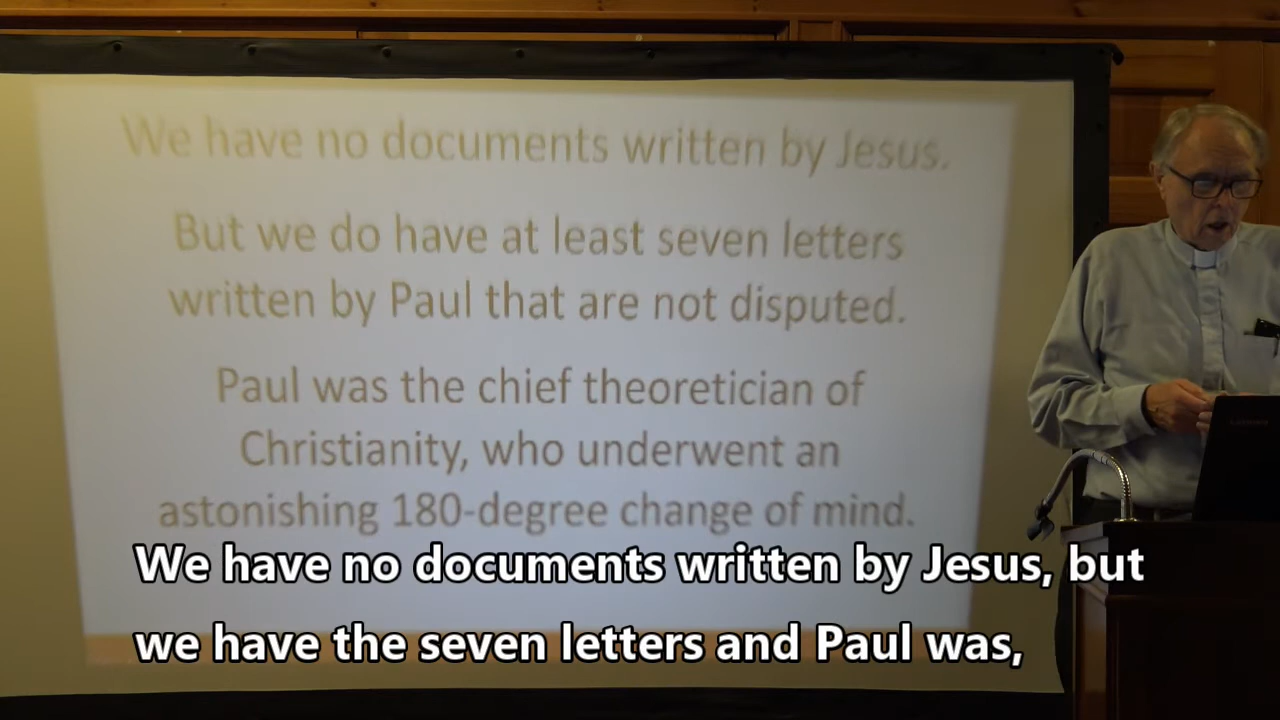 We have no documents written by Jesus.
But we do have at least seven letters
written by Paul that are not disputed.
Paul was the chief theoretician of
Christianity, who underwent an
astonishing 180-degree change of mind.
We have no documents written by Jesus, but
we have the seven letters and Paul was,